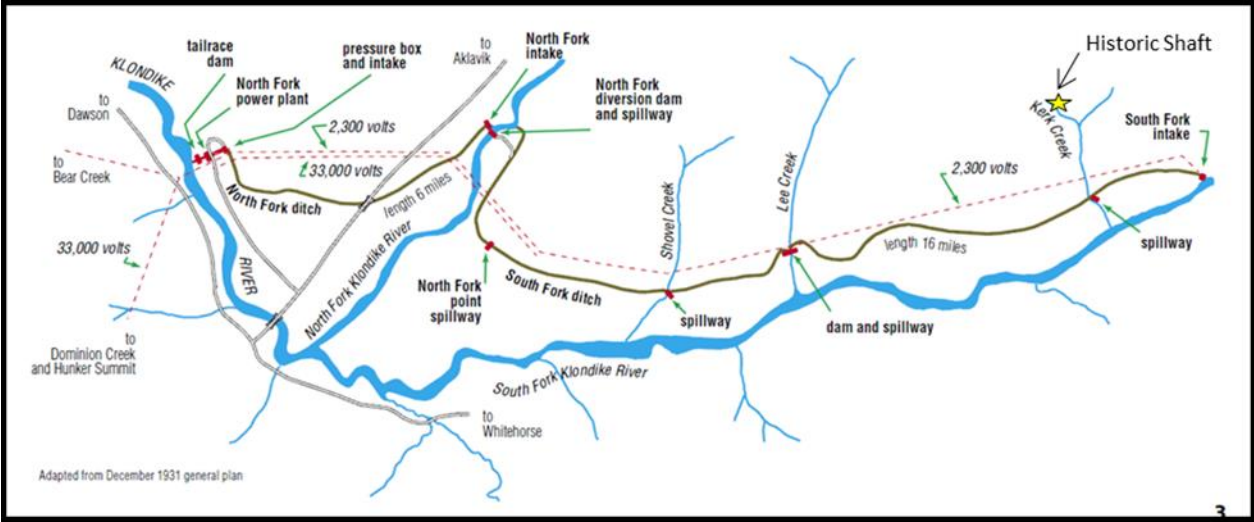 Historic Shaft
North Fork
intake
to
Aklavik
pressure box
and intake
tailrace
dam
North Fork
power plant
KLONDIKE
to
Dawson
North Fork
diversion dam
and spillway
2,300 volts
33,000 volts
Kerk Creek
South Fork
intake
to
Bear Creek
North Fork ditch
length 6 miles
Shovel Creek
Lee Creek
2,300 volts
33,000 volts
RIVER
North Fork Klondike River
North Fork
point
spillway
South Fork ditch
length 16 miles
spillway
spillway
dam and spillway
to
Dominion Creek
and Hunker Summit
South Fork Klondike River
to
Whitehorse
Adapted from December 1931 general plan
3